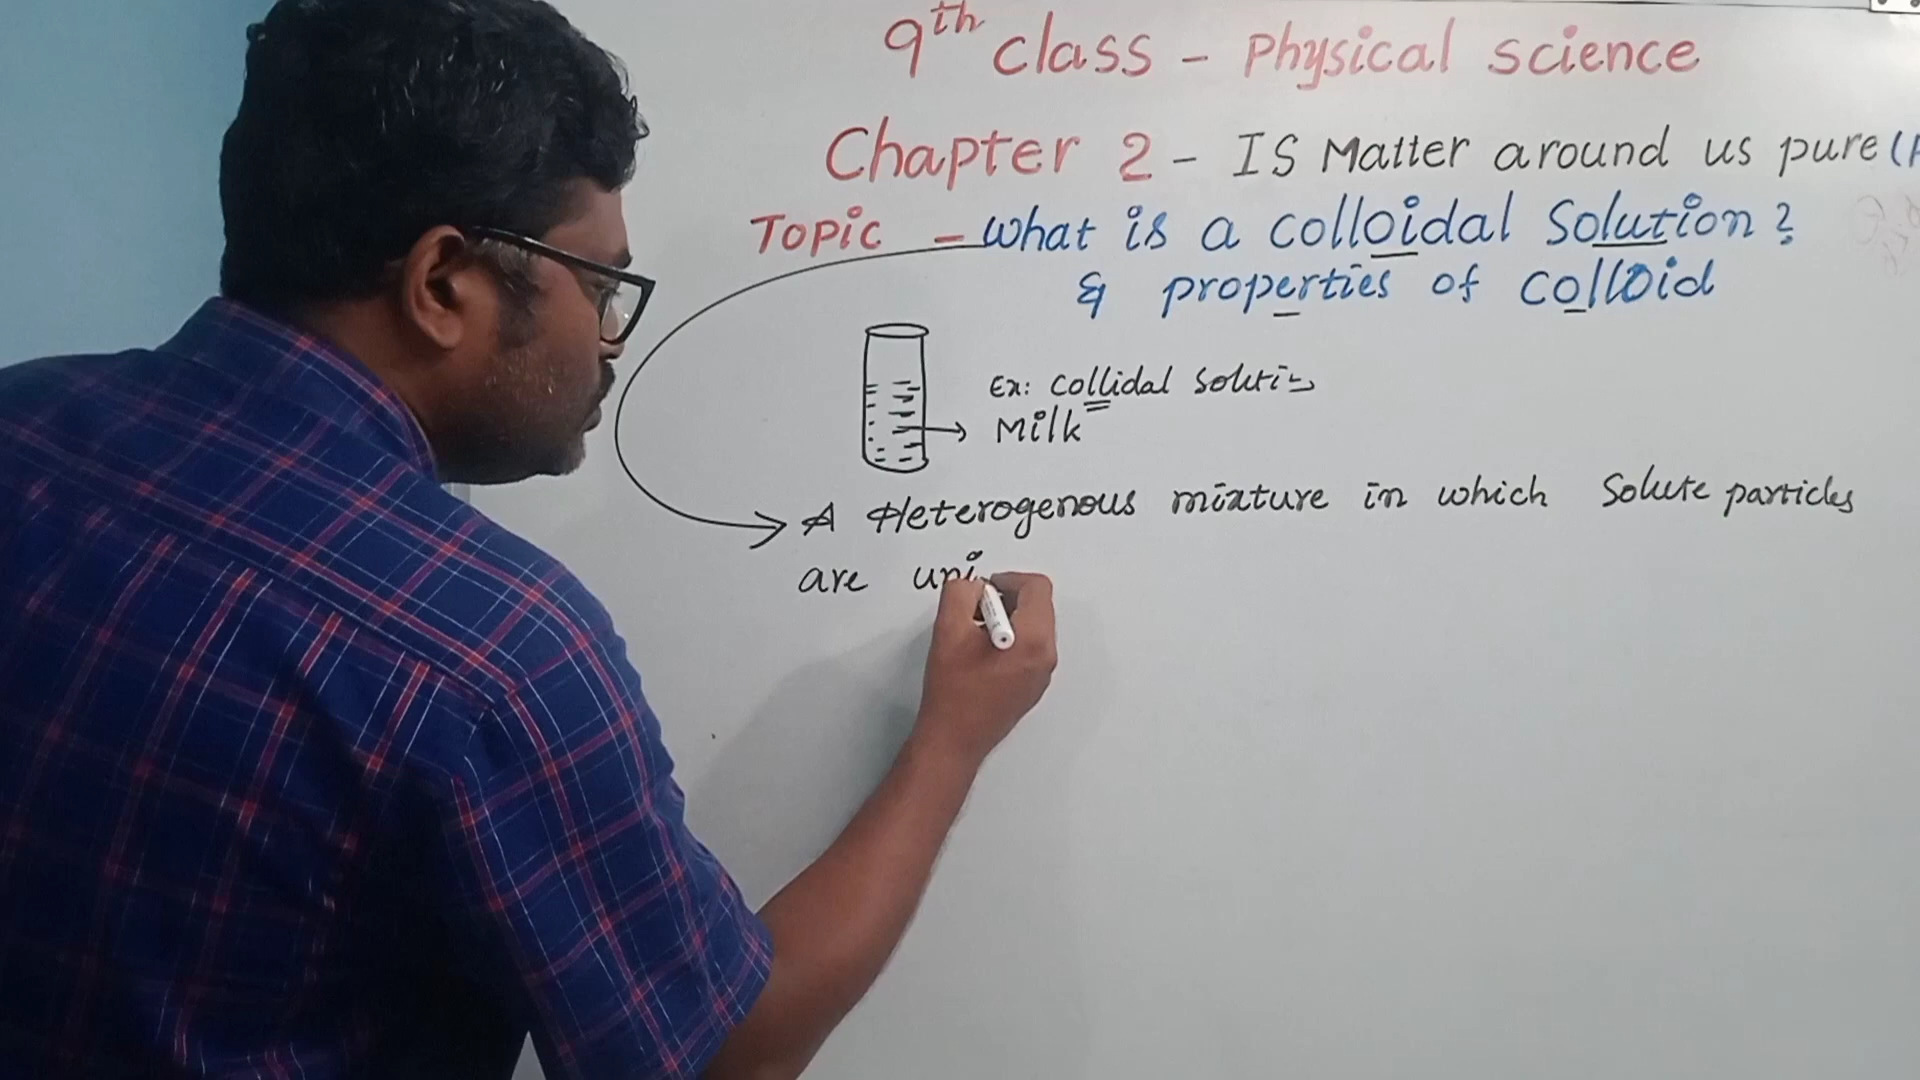 9th class - Physical science
Chapter 2 - IS Matter around us pure (
Topic - what is a colloidal Solution?
& properties of colloid
Ex: collidal Solution
Milk
A Heterogenous mixture in which Solute particles
are uni